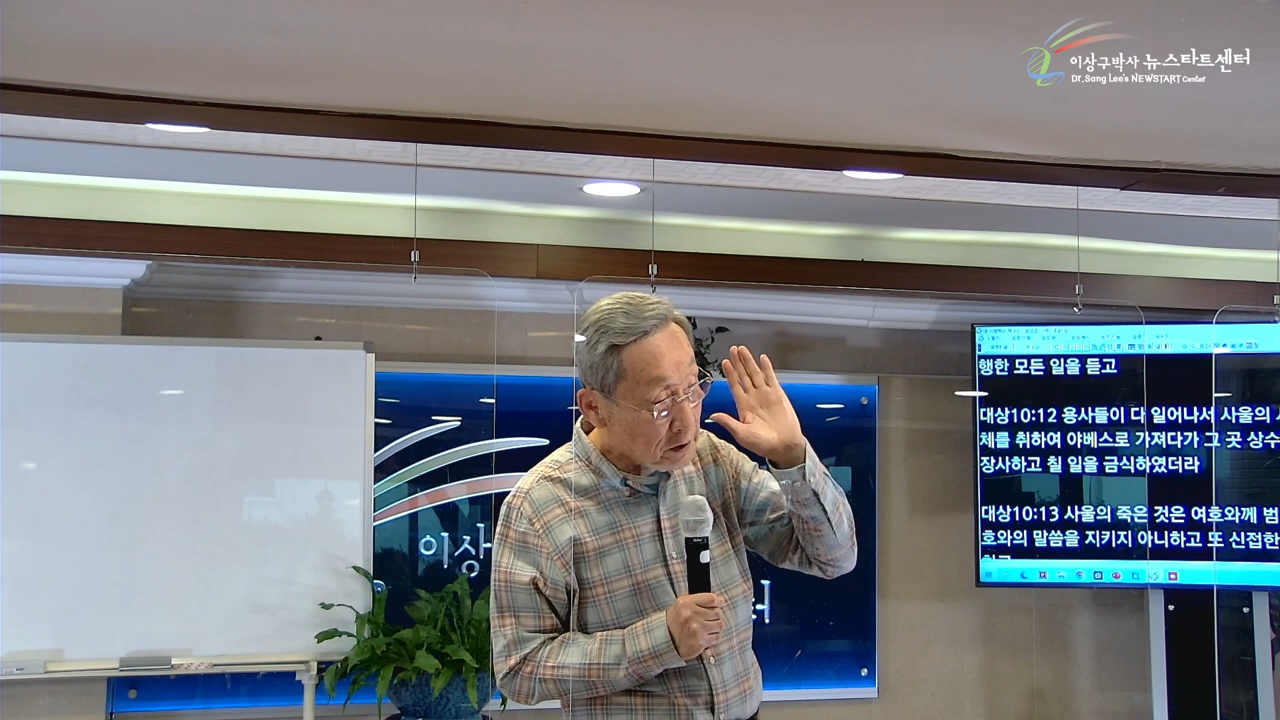 이상구박사 뉴스타트센터
Dr. Sang Lee's NEWSTART Center
행한 모든 일을 듣고
대상10:12 용사들이 다 일어나서 사울의
체를 취하여 야베스로 가져다가 그 곳 상수
장사하고 칠 일을 금식하였더라
대상10:13 사울의 죽은 것은 여호와께 범
호와의 말씀을 지키지 아니하고 또 신접한
이상
터